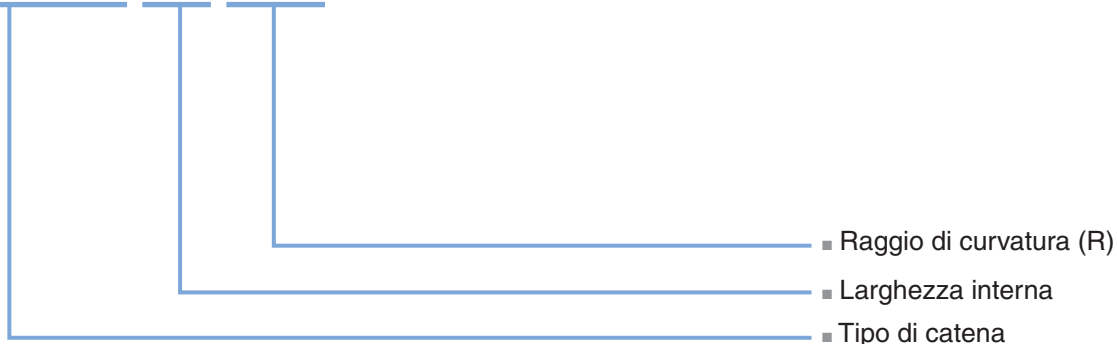 Raggio di curvatura (R)
Larghezza interna
Tipo di catena